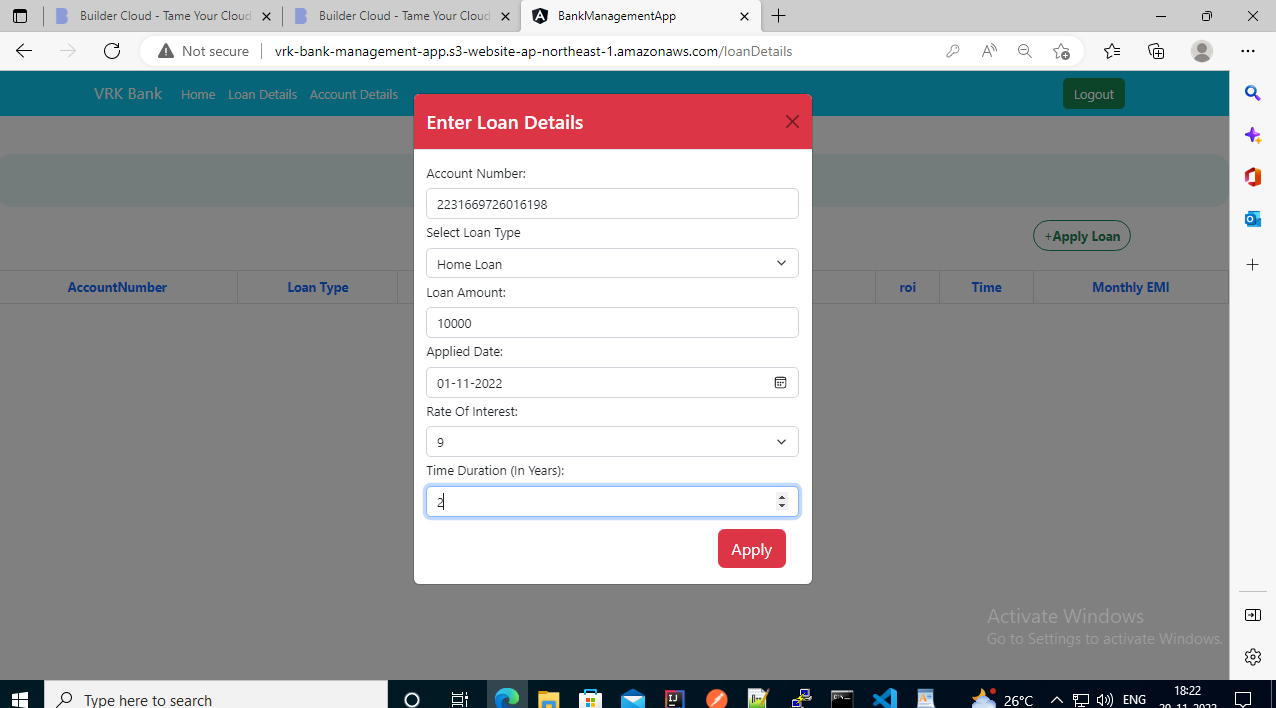 Builder Cloud - Tame Your Cloud
Builder Cloud - Tame Your Cloud
BankManagementApp
Not secure
vrk-bank-management-app.s3-website-ap-northeast-1.amazonaws.com/loanDetails
VRK Bank Home Loan Details Account Details
Logout
Enter Loan Details
Account Number:
2231669726016198
Select Loan Type
Home Loan
Loan Amount:
10000
Applied Date:
01-11-2022
Rate Of Interest:
9
Time Duration (In Years):
2
Apply
+Apply Loan
AccountNumber Loan Type roi Time Monthly EMI
Activate Windows
Go to Settings to activate Windows.
Type here to search
26°C
ENG
18:22